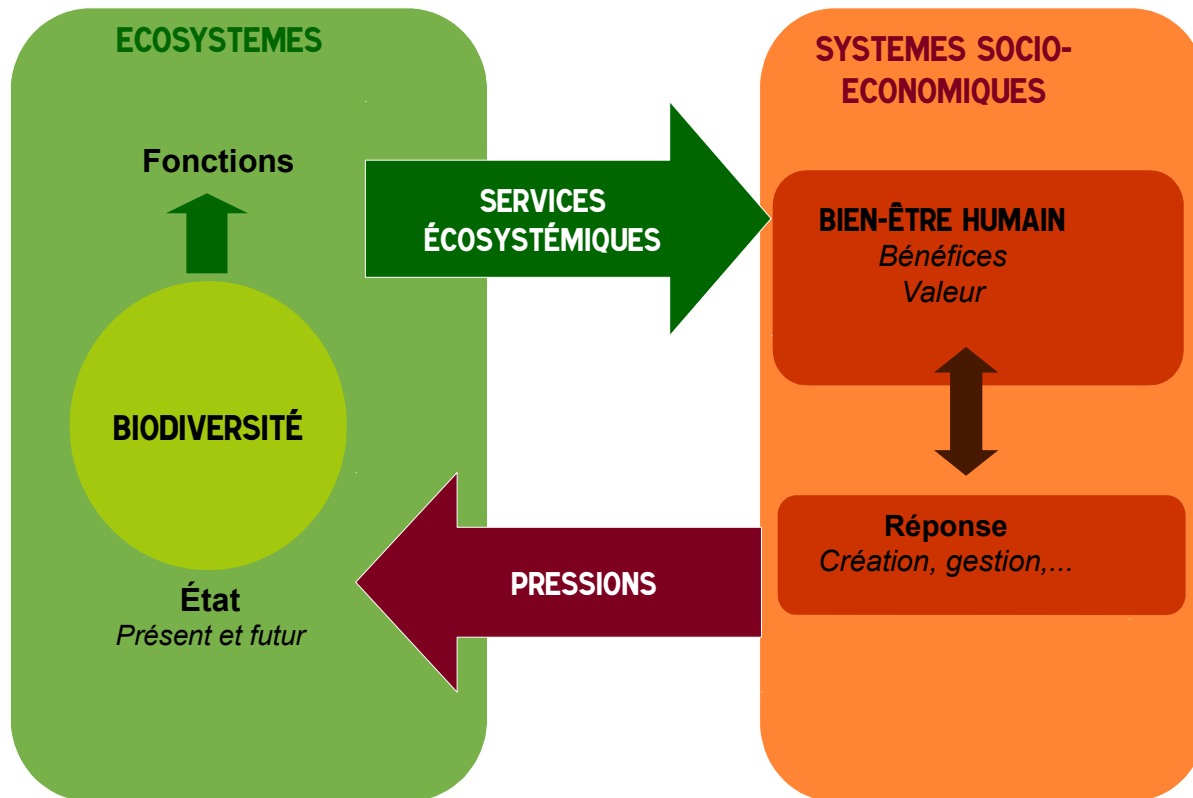 ECOSYSTEMES
Fonctions
BIODIVERSITÉ
État
Présent et futur
SERVICES
ÉCOSYSTÉMIQUES
PRESSIONS
SYSTEMES SOCIO-
ECONOMIQUES
BIEN-ÊTRE HUMAIN
Bénéfices
Valeur
Réponse
Création, gestion,...